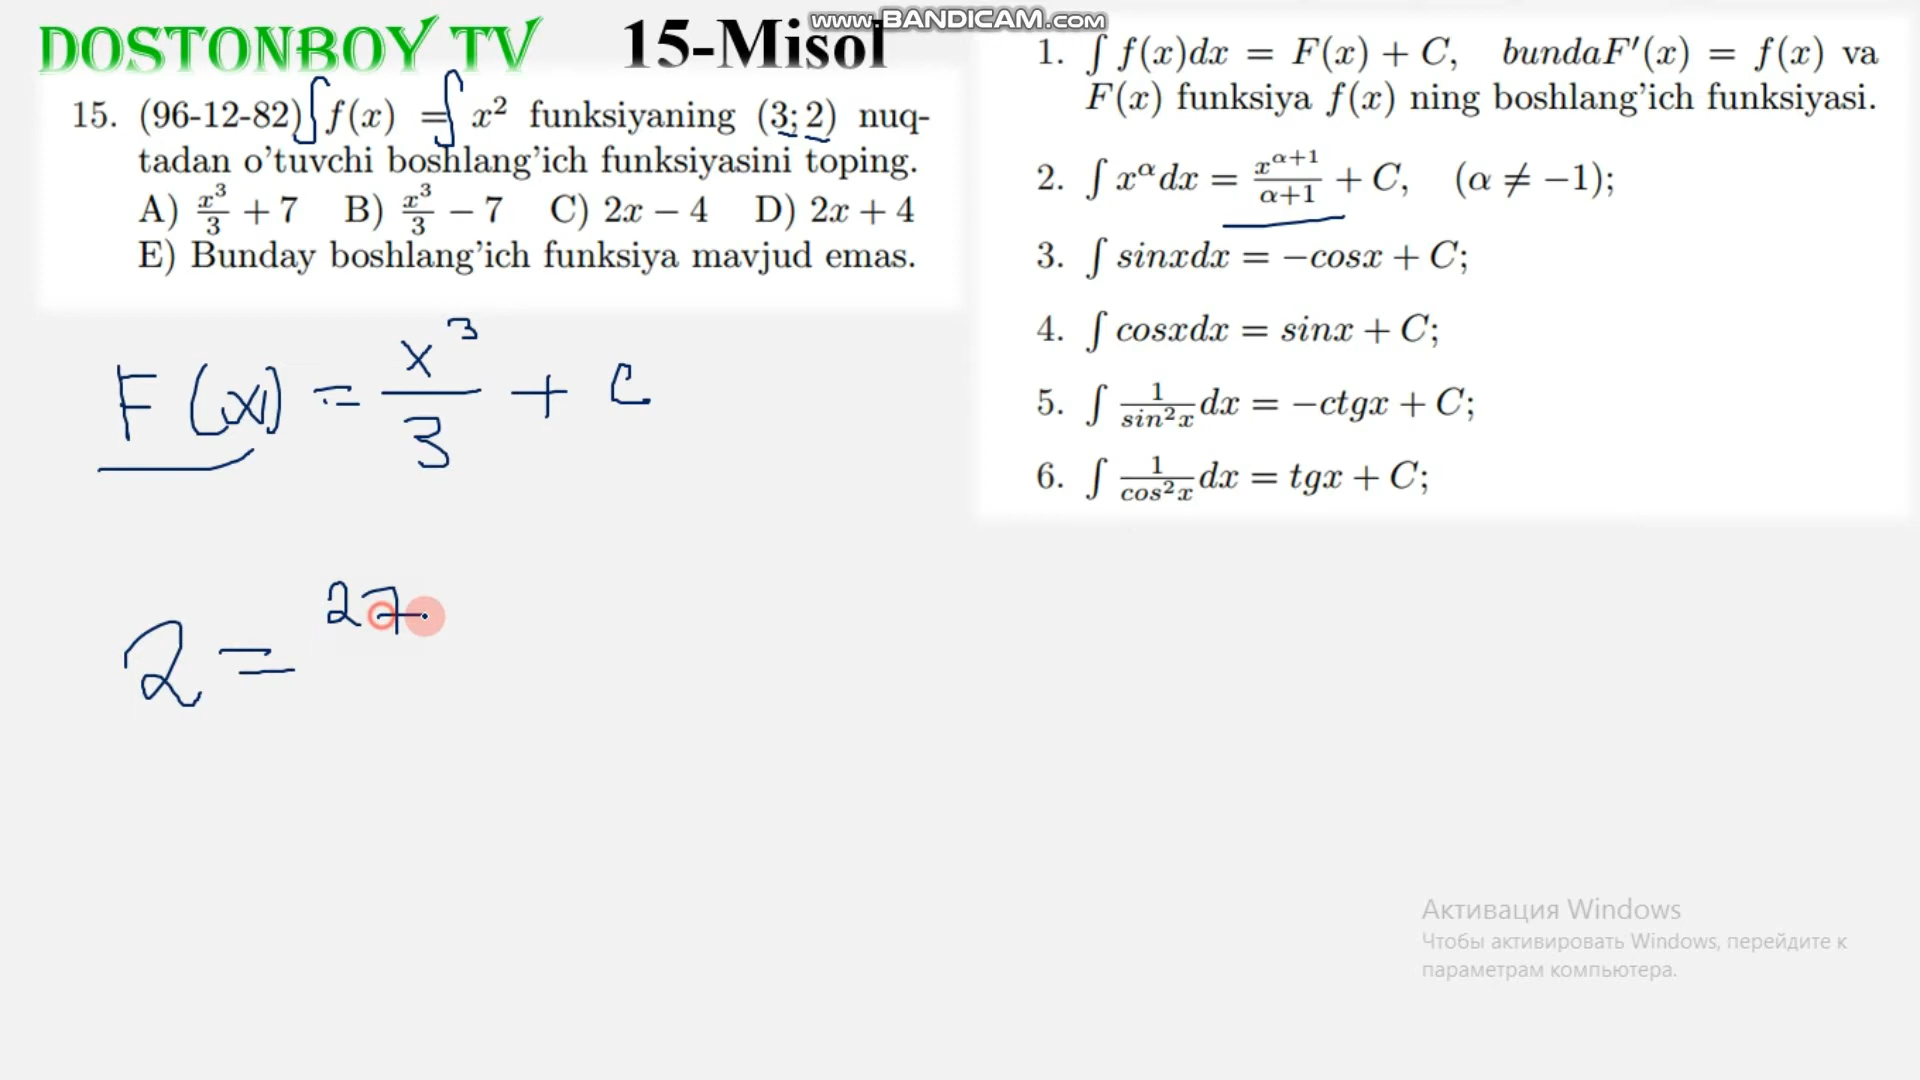 www.BANDICAM.com
DOSTONBOY TV 15-Misol
15. (96-12-82) ∫ f(x) = ∫ x² funksiyaning (3; 2) nuq-
tadan o'tuvchi boshlang'ich funksiyasini toping.
A) x³/3 + 7 B) x³/3 − 7 C) 2x − 4 D) 2x + 4
E) Bunday boshlang'ich funksiya mavjud emas.
F(x) = x³/3 + C
2 = 27
1. ∫ f(x)dx = F(x) + C, bundaF′(x) = f(x) va
F(x) funksiya f(x) ning boshlang'ich funksiyasi.
2. ∫ x^α dx = x^(α+1)/(α+1) + C, (α ≠ −1);
3. ∫ sinxdx = −cosx + C;
4. ∫ cosxdx = sinx + C;
5. ∫ 1/sin²x dx = −ctgx + C;
6. ∫ 1/cos²x dx = tgx + C;
Активация Windows
Чтобы активировать Windows, перейдите к
параметрам компьютера.